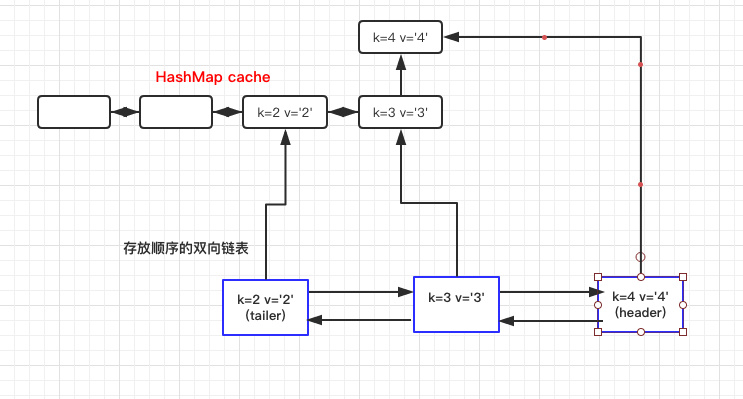 k=4 v='4'
HashMap cache
k=2 v='2'
k=3 v='3'
存放顺序的双向链表
k=2 v='2'
(tailer)
k=3 v='3'
k=4 v='4'
(header)